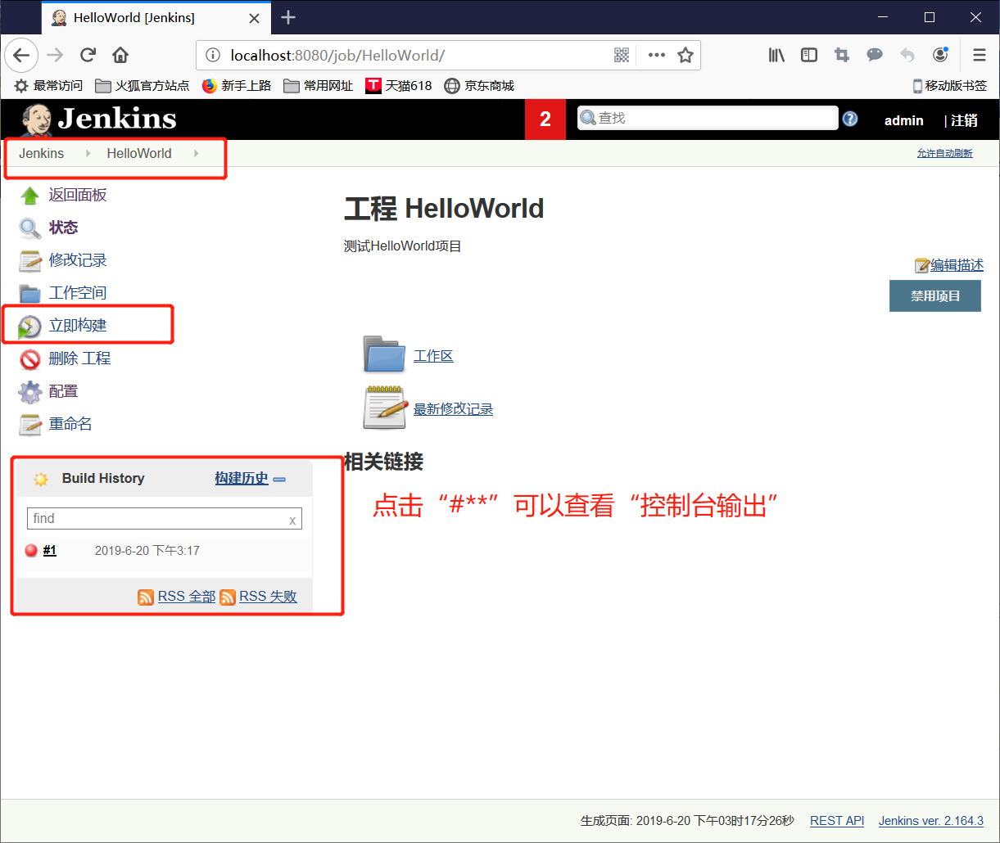 HelloWorld [Jenkins]
localhost:8080/job/HelloWorld/
最常访问 火狐官方站点 新手上路 常用网址 T 天猫618 京东商城 移动版书签
Jenkins 2 查找 ? admin | 注销
Jenkins HelloWorld 允许自动刷新
返回面板
状态
修改记录
工作空间
立即构建
删除 工程
配置
重命名
工程 HelloWorld
测试HelloWorld项目
编辑描述
禁用项目
工作区
最新修改记录
相关链接
点击“#**”可以查看“控制台输出”
Build History 构建历史
find x
#1 2019-6-20 下午3:17
RSS 全部 RSS 失败
生成页面: 2019-6-20 下午03时17分26秒 REST API Jenkins ver. 2.164.3